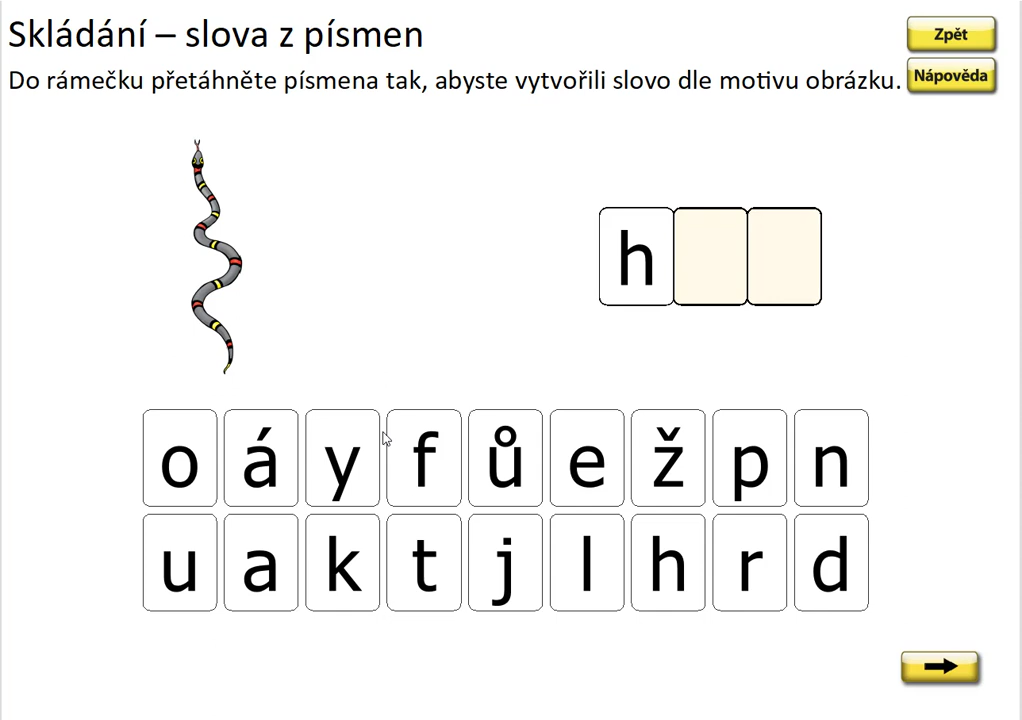 Skládání – slova z písmen
Zpět
Do rámečku přetáhněte písmena tak, abyste vytvořili slovo dle motivu obrázku.
Nápověda
h
o á y f ů e ž p n
u a k t j l h r d